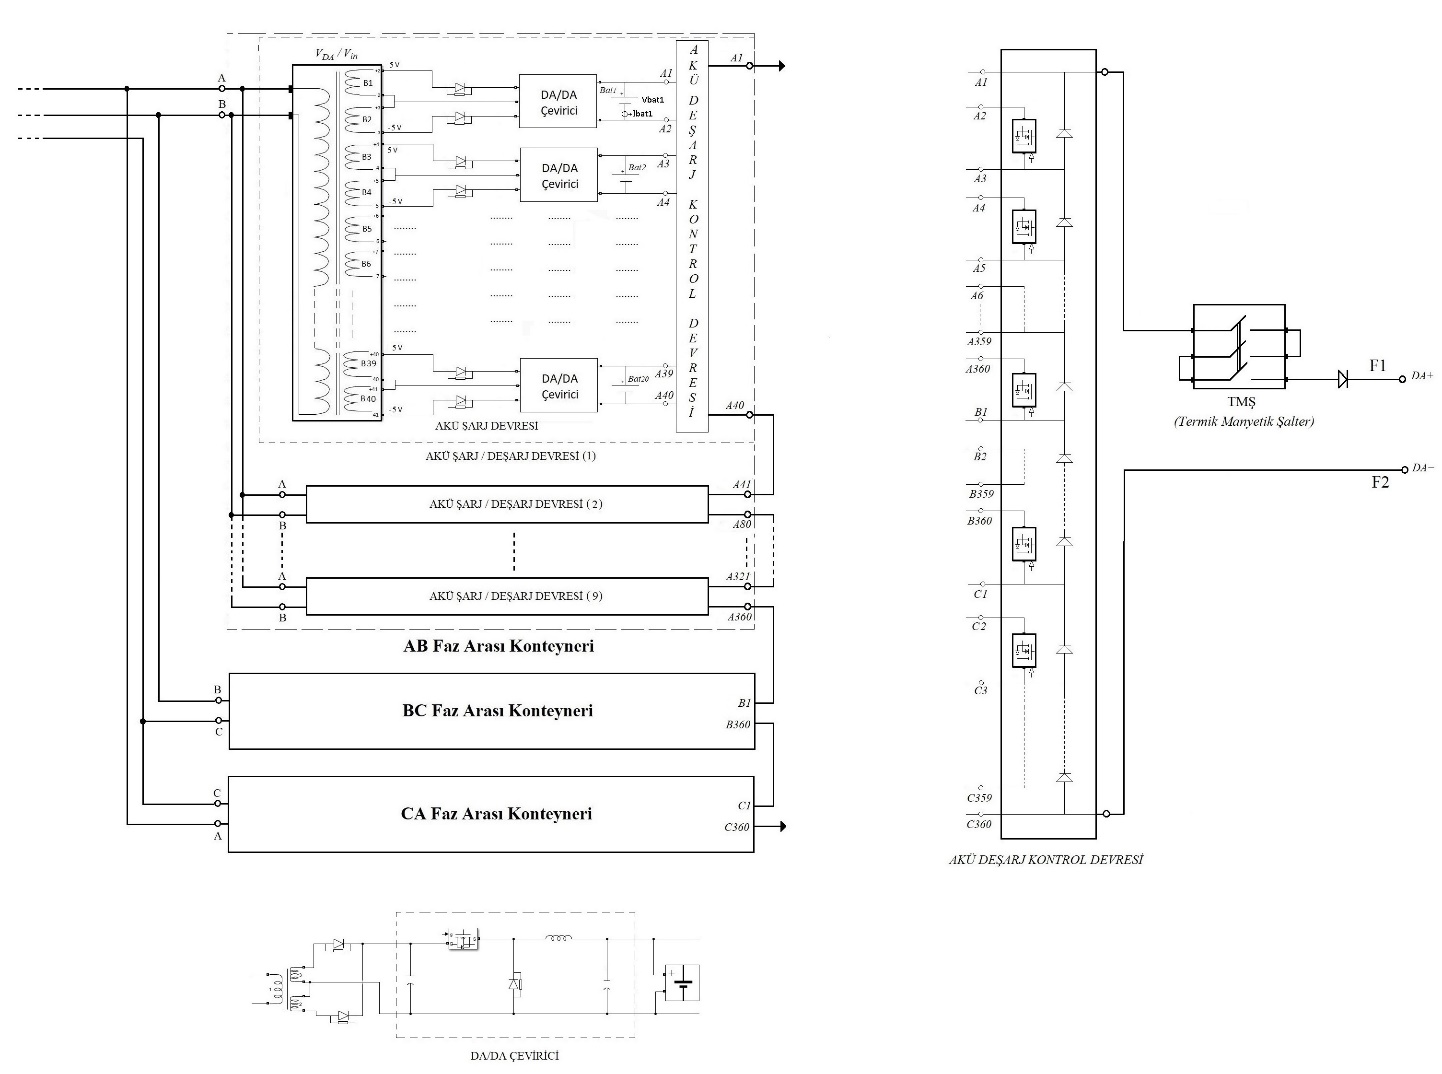 V_DA / V_in
A
B
5 V
B1
B2
-5 V
DA/DA
Çevirici
Bat1
Vbat1
+Ibat1
A1
A2
A1
5 V
B3
B4
5 V
DA/DA
Çevirici
Bat2
A3
A4
B5
B6
5 V
B39
B40
-5 V
DA/DA
Çevirici
Bat20
A39
A40
A40
AKÜ DEŞARJ KONTROL DEVRESİ
AKÜ ŞARJ DEVRESİ
AKÜ ŞARJ / DEŞARJ DEVRESİ (1)
A
B
AKÜ ŞARJ / DEŞARJ DEVRESİ ( 2 )
A41
A80
A
B
AKÜ ŞARJ / DEŞARJ DEVRESİ ( 9 )
A321
A360
AB Faz Arası Konteyneri
B
C
BC Faz Arası Konteyneri
B1
B360
C
A
CA Faz Arası Konteyneri
C1
C360
DA/DA ÇEVİRİCİ
A1
A2
A3
A4
A5
A6
A359
A360
B1
B2
B359
B360
C1
C2
C3
C359
C360
AKÜ DEŞARJ KONTROL DEVRESİ
TMŞ
(Termik Manyetik Şalter)
F1
DA+
F2
DA−